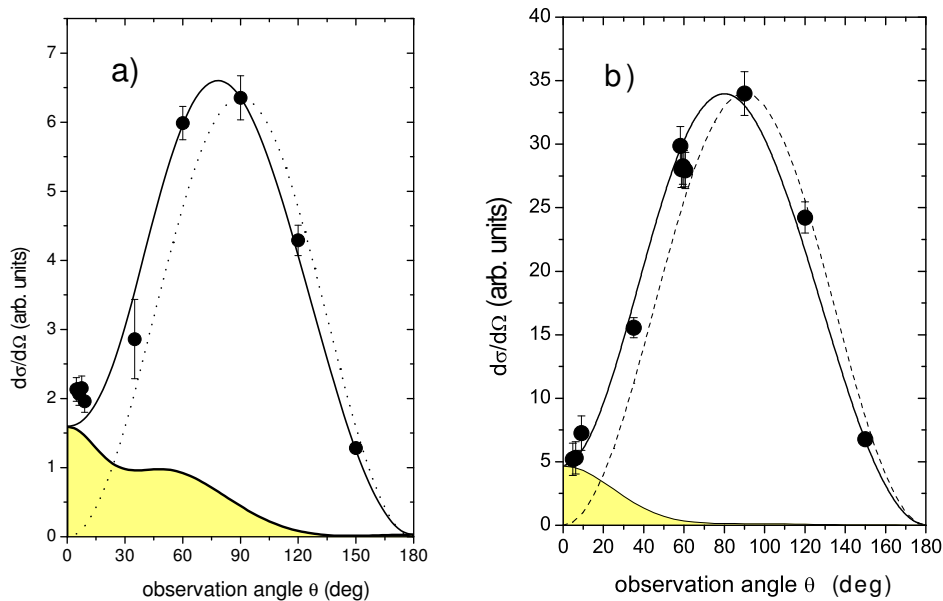 a)
7
6
5
4
3
2
1
0
0 30 60 90 120 150 180
dσ/dΩ (arb. units)
observation angle θ (deg)
b)
40
35
30
25
20
15
10
5
0
0 20 40 60 80 100 120 140 160 180
dσ/dΩ (arb. units)
observation angle θ (deg)